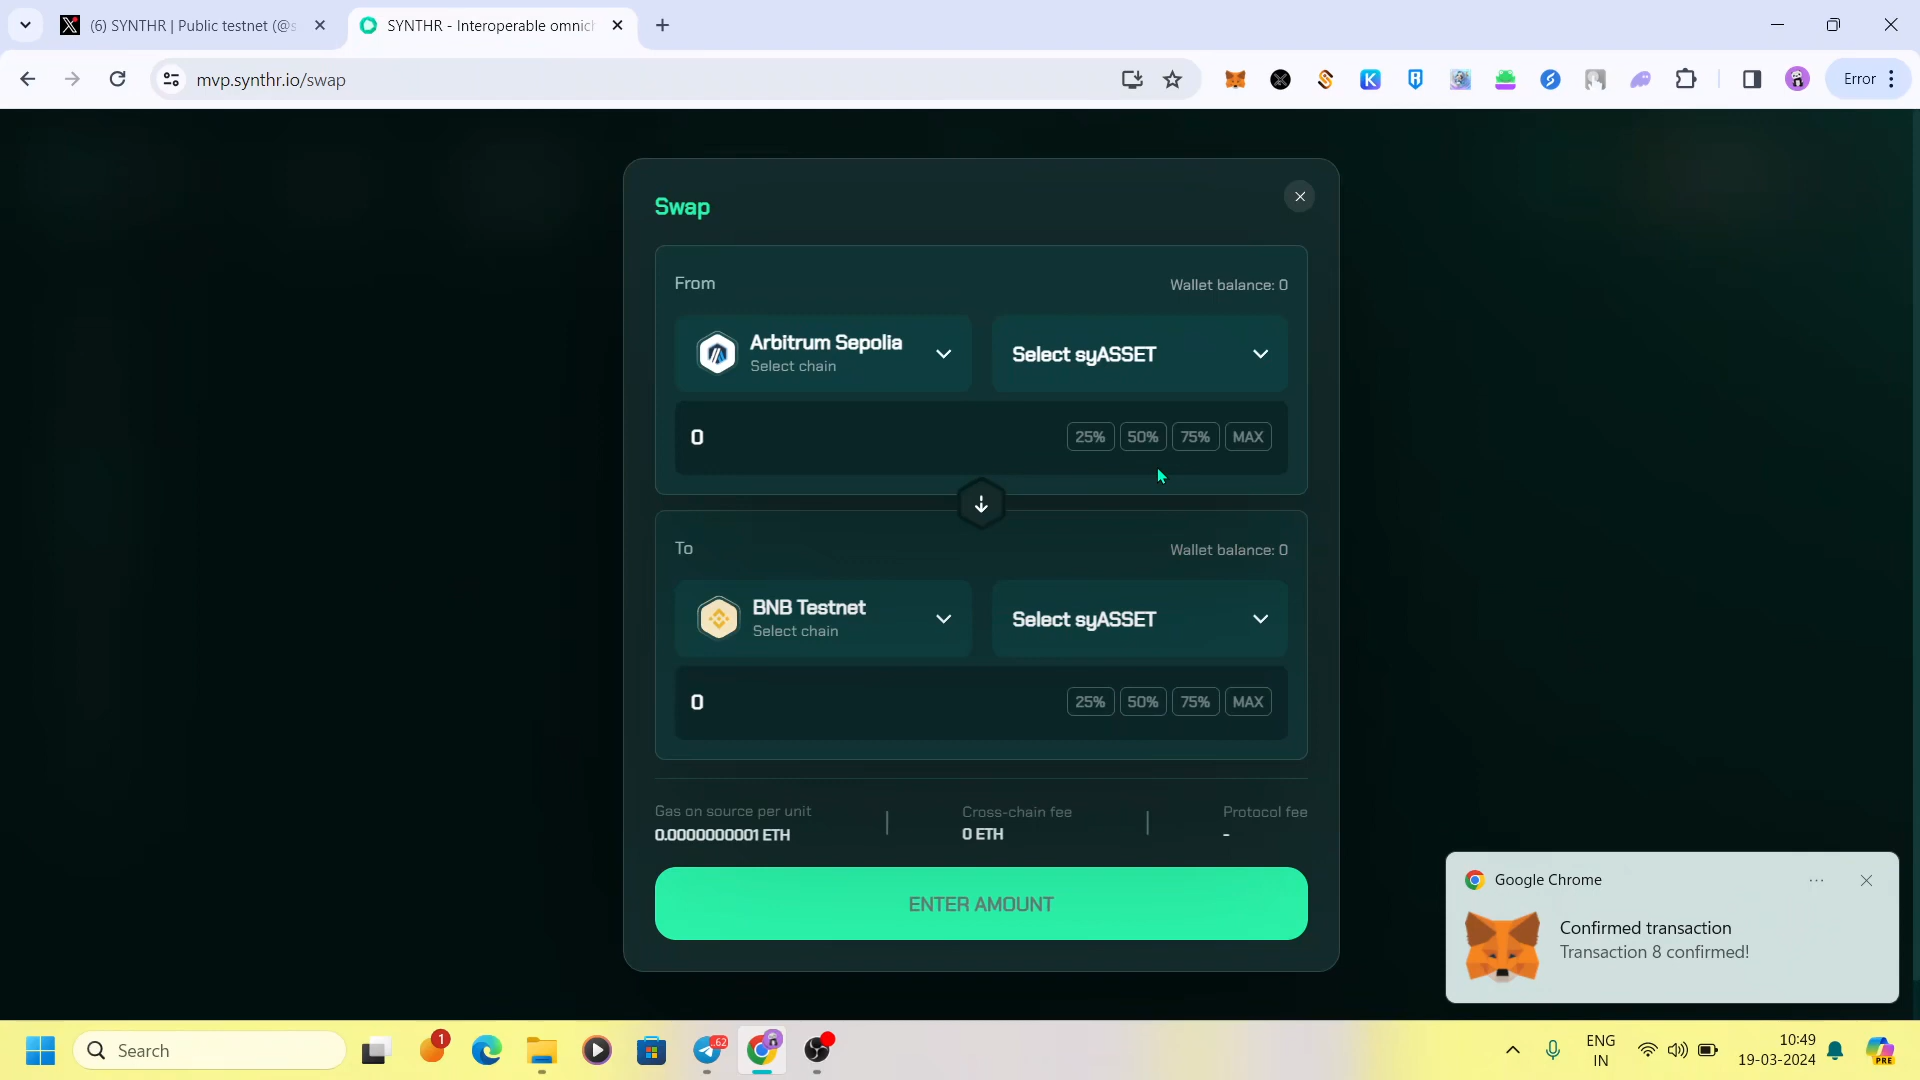 (6) SYNTHR | Public testnet (@s
SYNTHR - Interoperable omnich
mvp.synthr.io/swap
Error
Swap
From
Wallet balance: 0
Arbitrum Sepolia
Select chain
Select syASSET
0
25%
50%
75%
MAX
To
Wallet balance: 0
BNB Testnet
Select chain
Select syASSET
0
25%
50%
75%
MAX
Gas on source per unit
0.0000000001 ETH
Cross-chain fee
0 ETH
Protocol fee
-
ENTER AMOUNT
Google Chrome
Confirmed transaction
Transaction 8 confirmed!
Search
1
.62
PRE
ENG
IN
10:49
19-03-2024